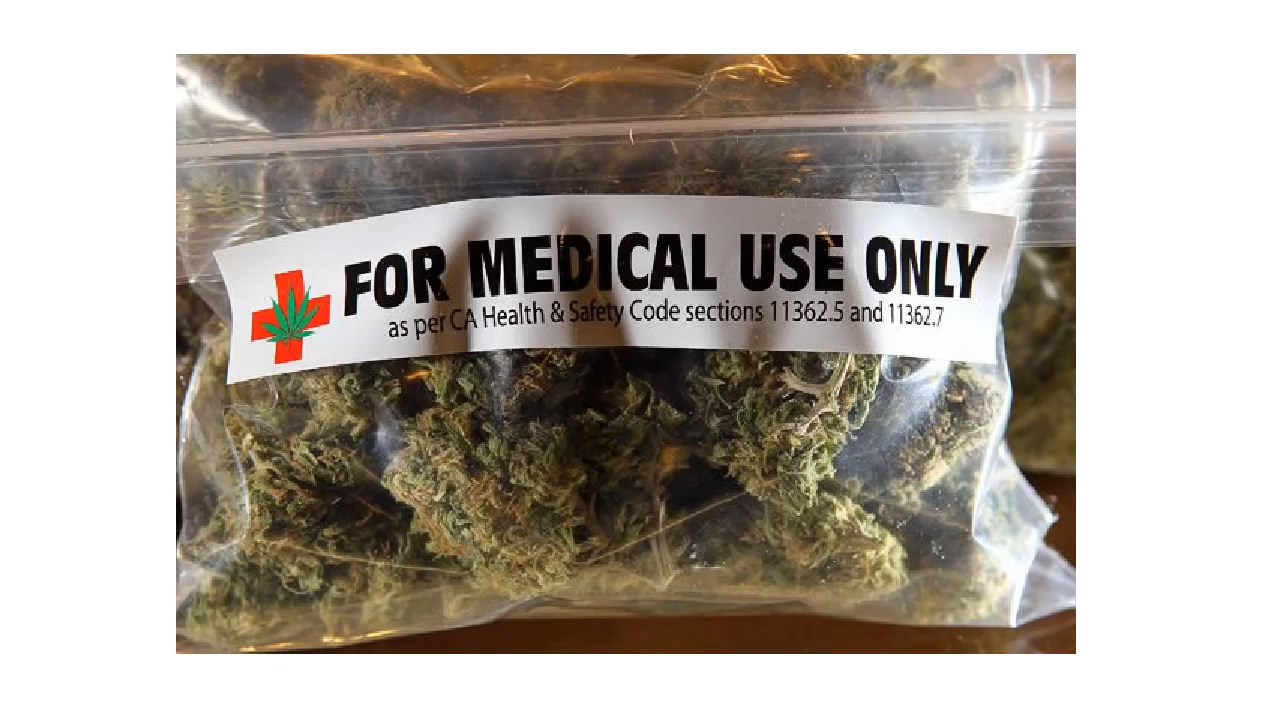 FOR MEDICAL USE ONLY
as per CA Health & Safety Code sections 11362.5 and 11362.7